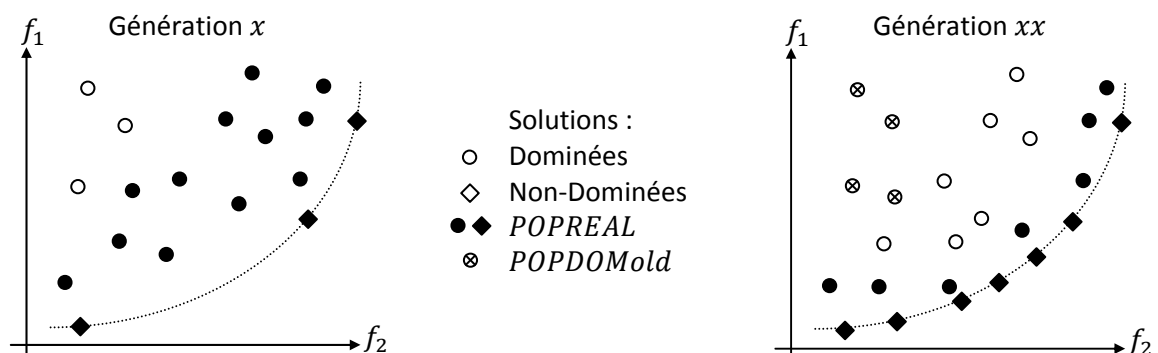 Génération x
f₁
f₂
Solutions :
Dominées
Non-Dominées
POPREAL
POPDOMold
Génération xx
f₁
f₂